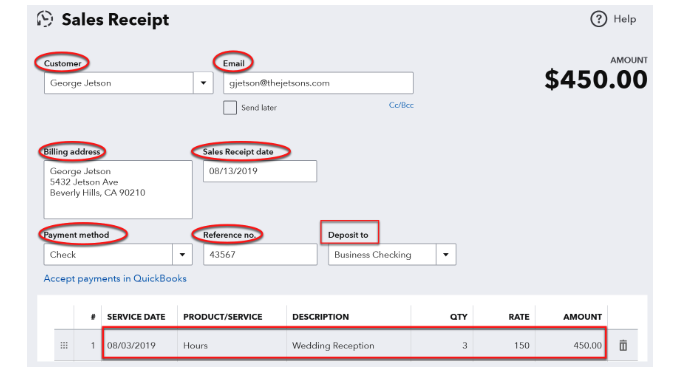 Sales Receipt
? Help
Customer
Email
AMOUNT
George Jetson
gjetson@thejetsons.com
$450.00
Send later
Cc/Bcc
Billing address
Sales Receipt date
George Jetson
5432 Jetson Ave
Beverly Hills, CA 90210
08/13/2019
Payment method
Reference no.
Deposit to
Check
43567
Business Checking
Accept payments in QuickBooks
# SERVICE DATE PRODUCT/SERVICE DESCRIPTION QTY RATE AMOUNT
1 08/03/2019 Hours Wedding Reception 3 150 450.00